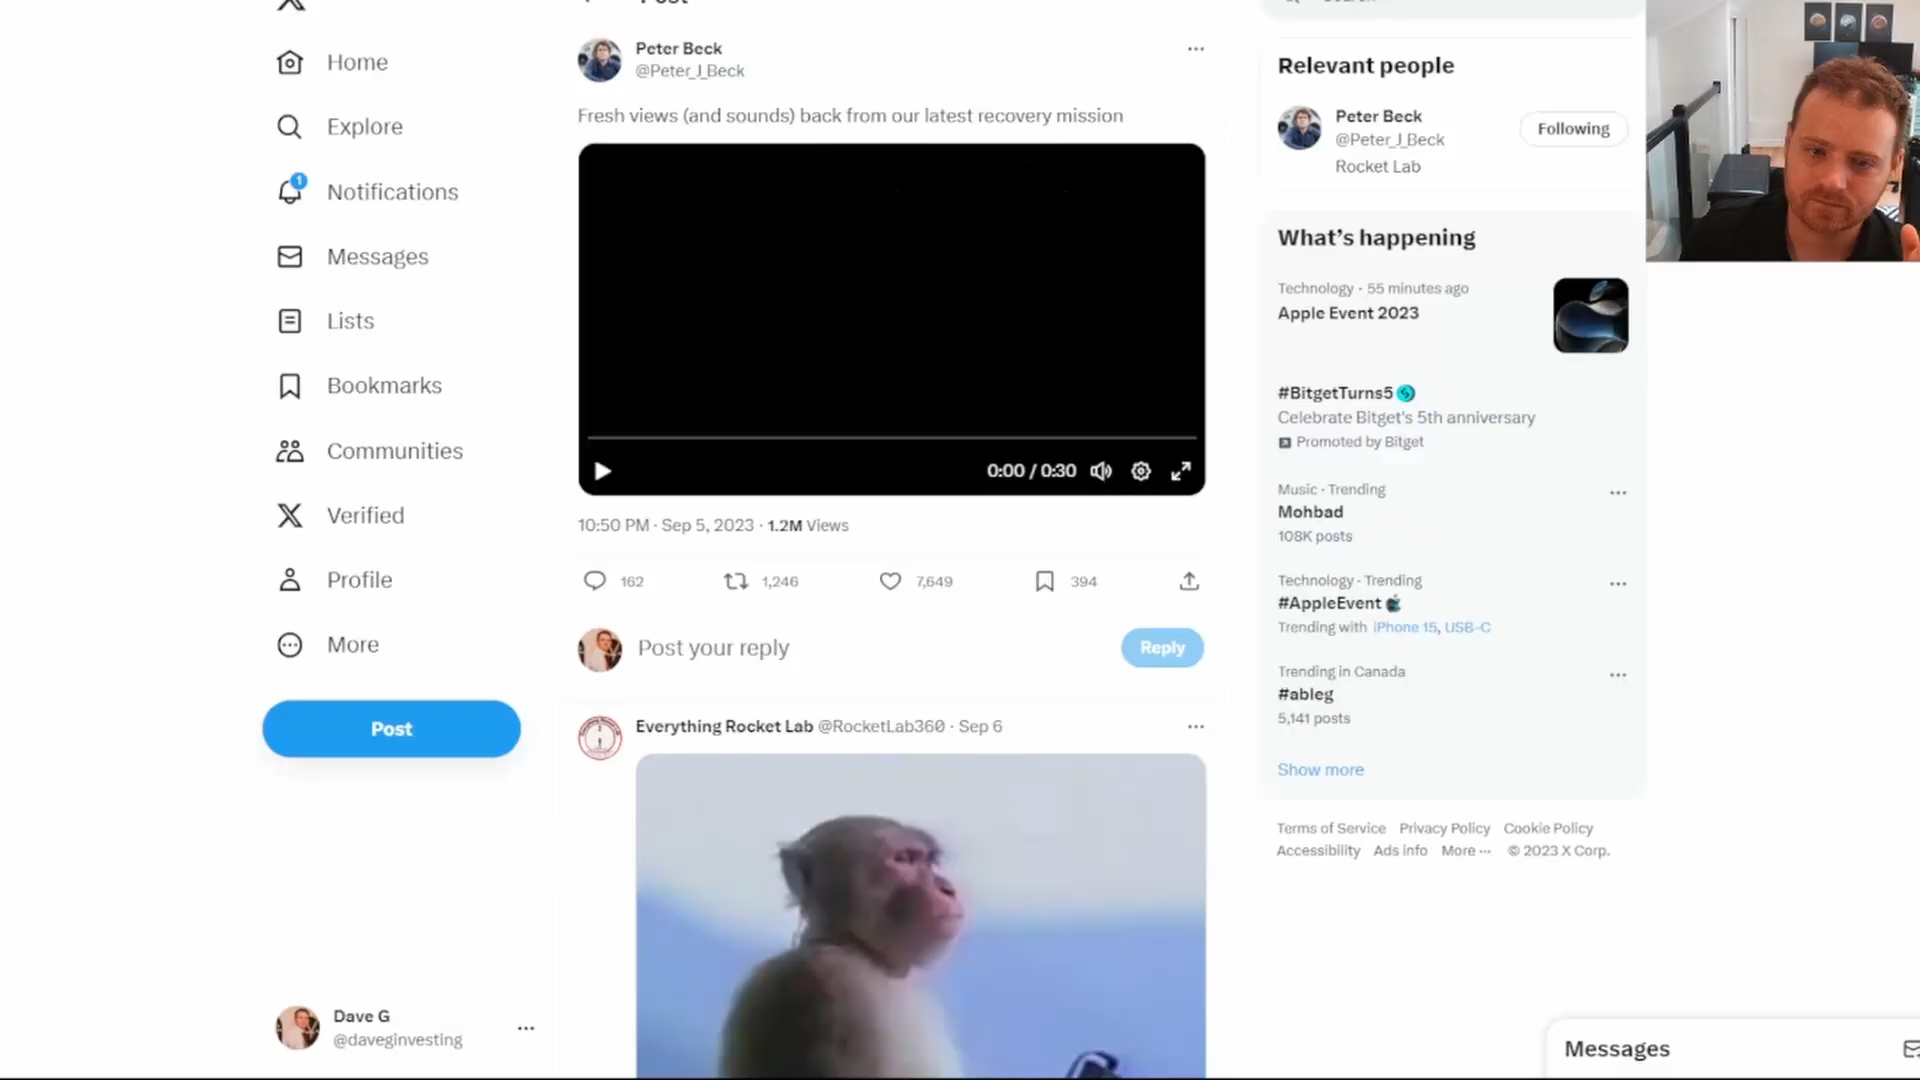 Post
Home
Explore
1
Notifications
Messages
Lists
Bookmarks
Communities
Verified
Profile
More
Post
Dave G
@daveginvesting
Peter Beck
@Peter_J_Beck
Fresh views (and sounds) back from our latest recovery mission
0:00 / 0:30
10:50 PM · Sep 5, 2023 · 1.2M Views
162 1,246 7,649 394
Post your reply
Reply
Everything Rocket Lab @RocketLab360 · Sep 6
Relevant people
Peter Beck
@Peter_J_Beck
Rocket Lab
Following
What's happening
Technology · 55 minutes ago
Apple Event 2023
#BitgetTurns5
Celebrate Bitget's 5th anniversary
Promoted by Bitget
Music · Trending
Mohbad
108K posts
Technology · Trending
#AppleEvent
Trending with iPhone 15, USB-C
Trending in Canada
#ableg
5,141 posts
Show more
Terms of Service Privacy Policy Cookie Policy
Accessibility Ads info More ··· © 2023 X Corp.
Messages